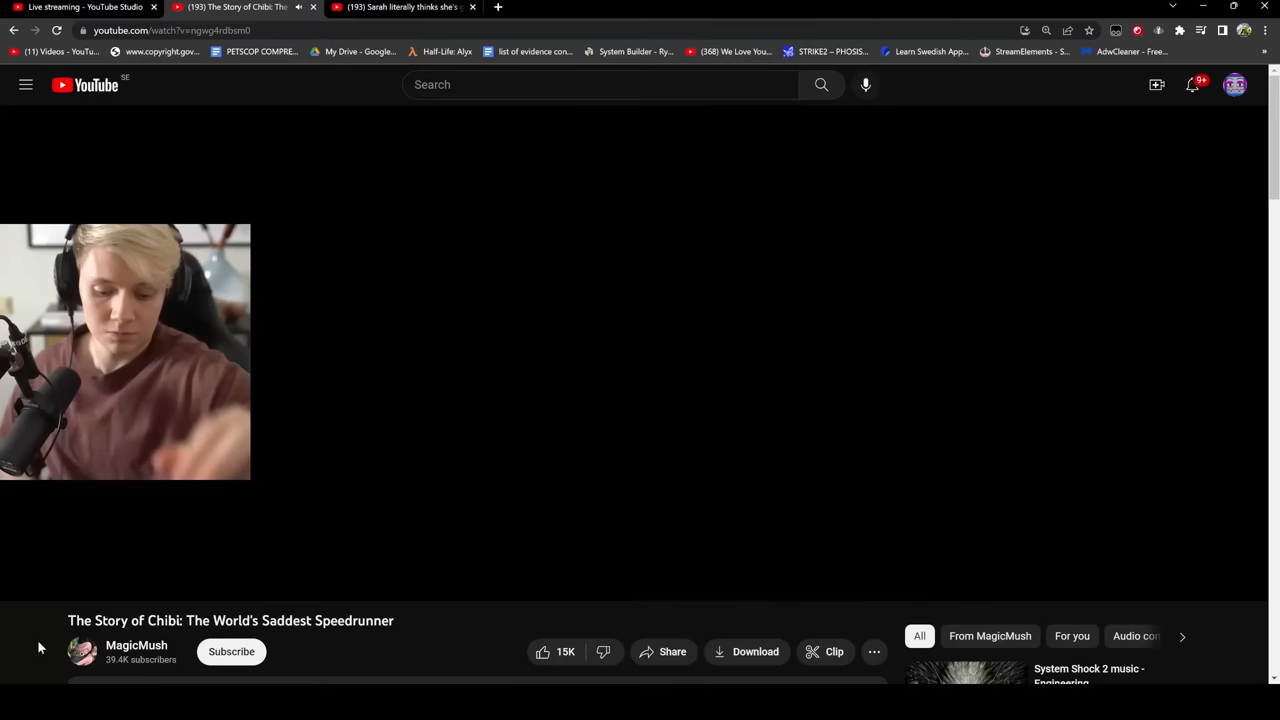 Live streaming - YouTube Studio
(193) The Story of Chibi: The
(193) Sarah literally thinks she's g
youtube.com/watch?v=ngwg4rdbsm0
(11) Videos - YouTu...
www.copyright.gov...
PETSCOP COMPRE...
My Drive - Google...
Half-Life: Alyx
list of evidence con...
System Builder - Ry...
(368) We Love You...
STRIKE2 – PHOSIS...
Learn Swedish App...
StreamElements - S...
AdwCleaner - Free...
»
YouTube SE
Search
9+
The Story of Chibi: The World's Saddest Speedrunner
MagicMush
39.4K subscribers
Subscribe
15K
Share
Download
Clip
All
From MagicMush
For you
Audio con
System Shock 2 music -
Engineering